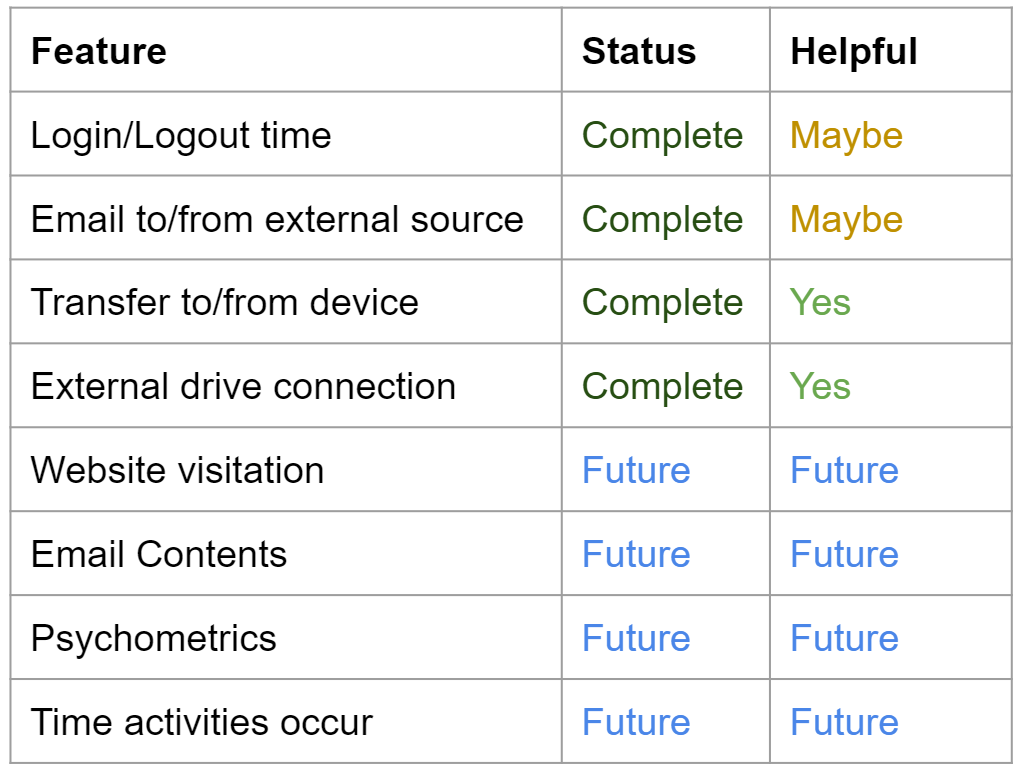 Feature Status Helpful
Login/Logout time Complete Maybe
Email to/from external source Complete Maybe
Transfer to/from device Complete Yes
External drive connection Complete Yes
Website visitation Future Future
Email Contents Future Future
Psychometrics Future Future
Time activities occur Future Future